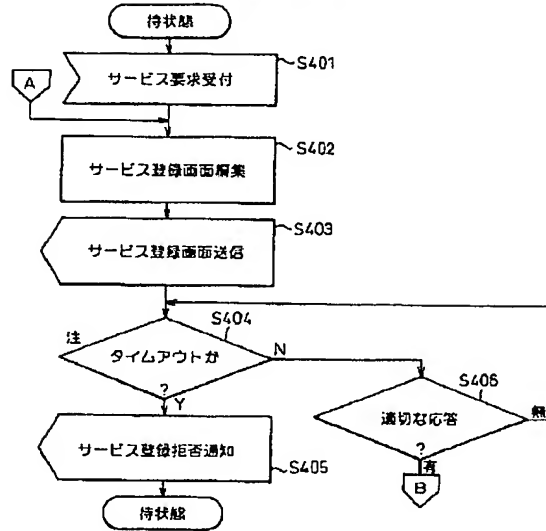 待状態
サービス要求受付
S401
A
サービス登録画面編集
S402
サービス登録画面送信
S403
S404
注
タイムアウトか
?
N
Y
S406
適切な応答
?
無
有
B
サービス登録拒否通知
S405
待状態